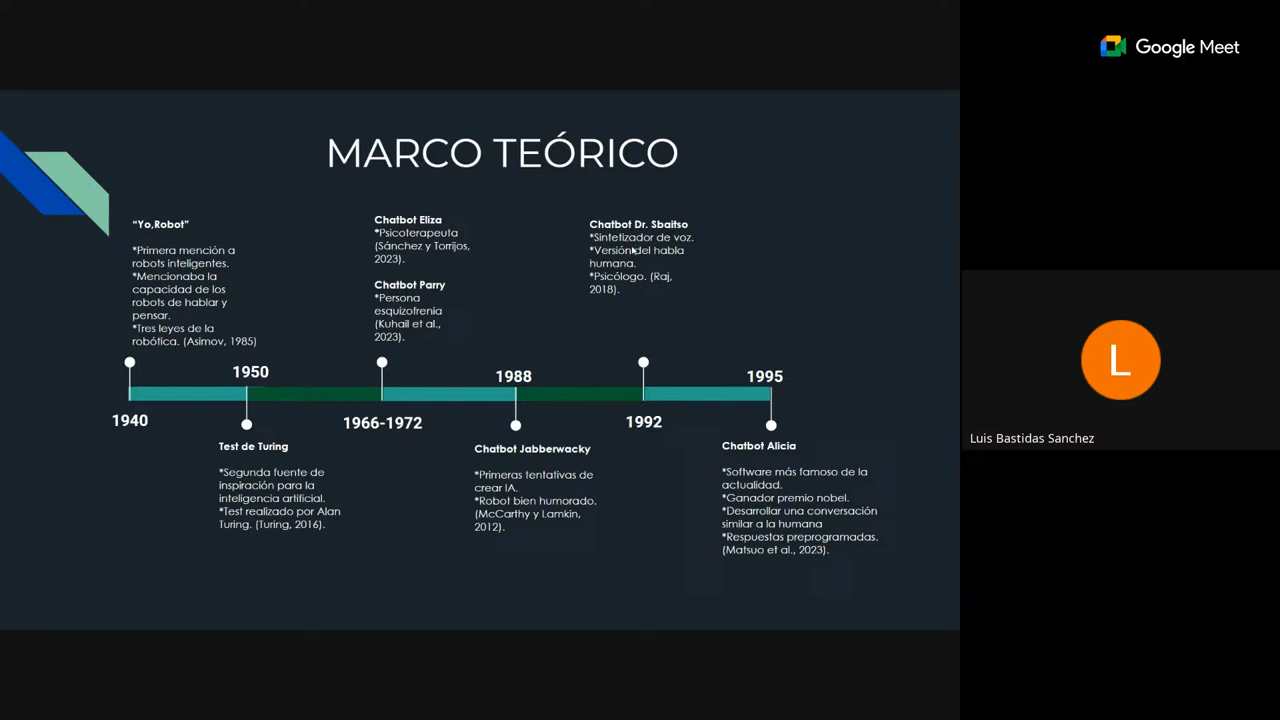 Google Meet
MARCO TEÓRICO
“Yo,Robot”
*Primera mención a
robots inteligentes.
*Mencionaba la
capacidad de los
robots de hablar y
pensar.
*Tres leyes de la
robótica. (Asimov, 1985)
Chatbot Eliza
*Psicoterapeuta
(Sánchez y Torrijos,
2023).
Chatbot Parry
*Persona
esquizofrenia
(Kuhail et al.,
2023).
Chatbot Dr. Sbaitso
*Sintetizador de voz.
*Versión del habla
humana.
*Psicólogo. (Raj,
2018).
1950
1988
1995
1940
1966-1972
1992
Test de Turing
*Segunda fuente de
inspiración para la
inteligencia artificial.
*Test realizado por Alan
Turing. (Turing, 2016).
Chatbot Jabberwacky
*Primeras tentativas de
crear IA.
*Robot bien humorado.
(McCarthy y Lamkin,
2012).
Chatbot Alicia
*Software más famoso de la
actualidad.
*Ganador premio nobel.
*Desarrollar una conversación
similar a la humana
*Respuestas preprogramadas.
(Matsuo et al., 2023).
L
Luis Bastidas Sanchez